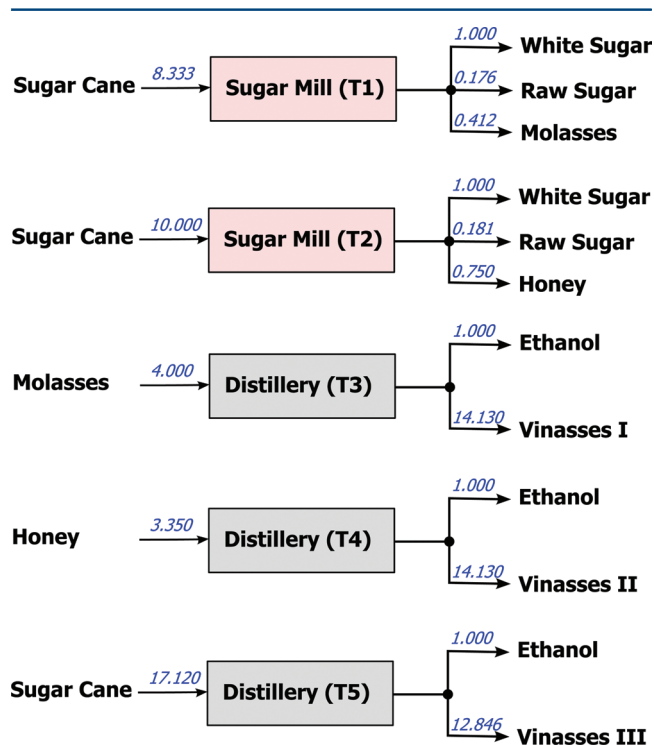 1.000
White Sugar
Sugar Cane 8.333 Sugar Mill (T1) 0.176 Raw Sugar
0.412 Molasses
1.000 White Sugar
Sugar Cane 10.000 Sugar Mill (T2) 0.181 Raw Sugar
0.750 Honey
1.000 Ethanol
Molasses 4.000 Distillery (T3)
14.130 Vinasses I
1.000 Ethanol
Honey 3.350 Distillery (T4)
14.130 Vinasses II
1.000 Ethanol
Sugar Cane 17.120 Distillery (T5)
12.846 Vinasses III